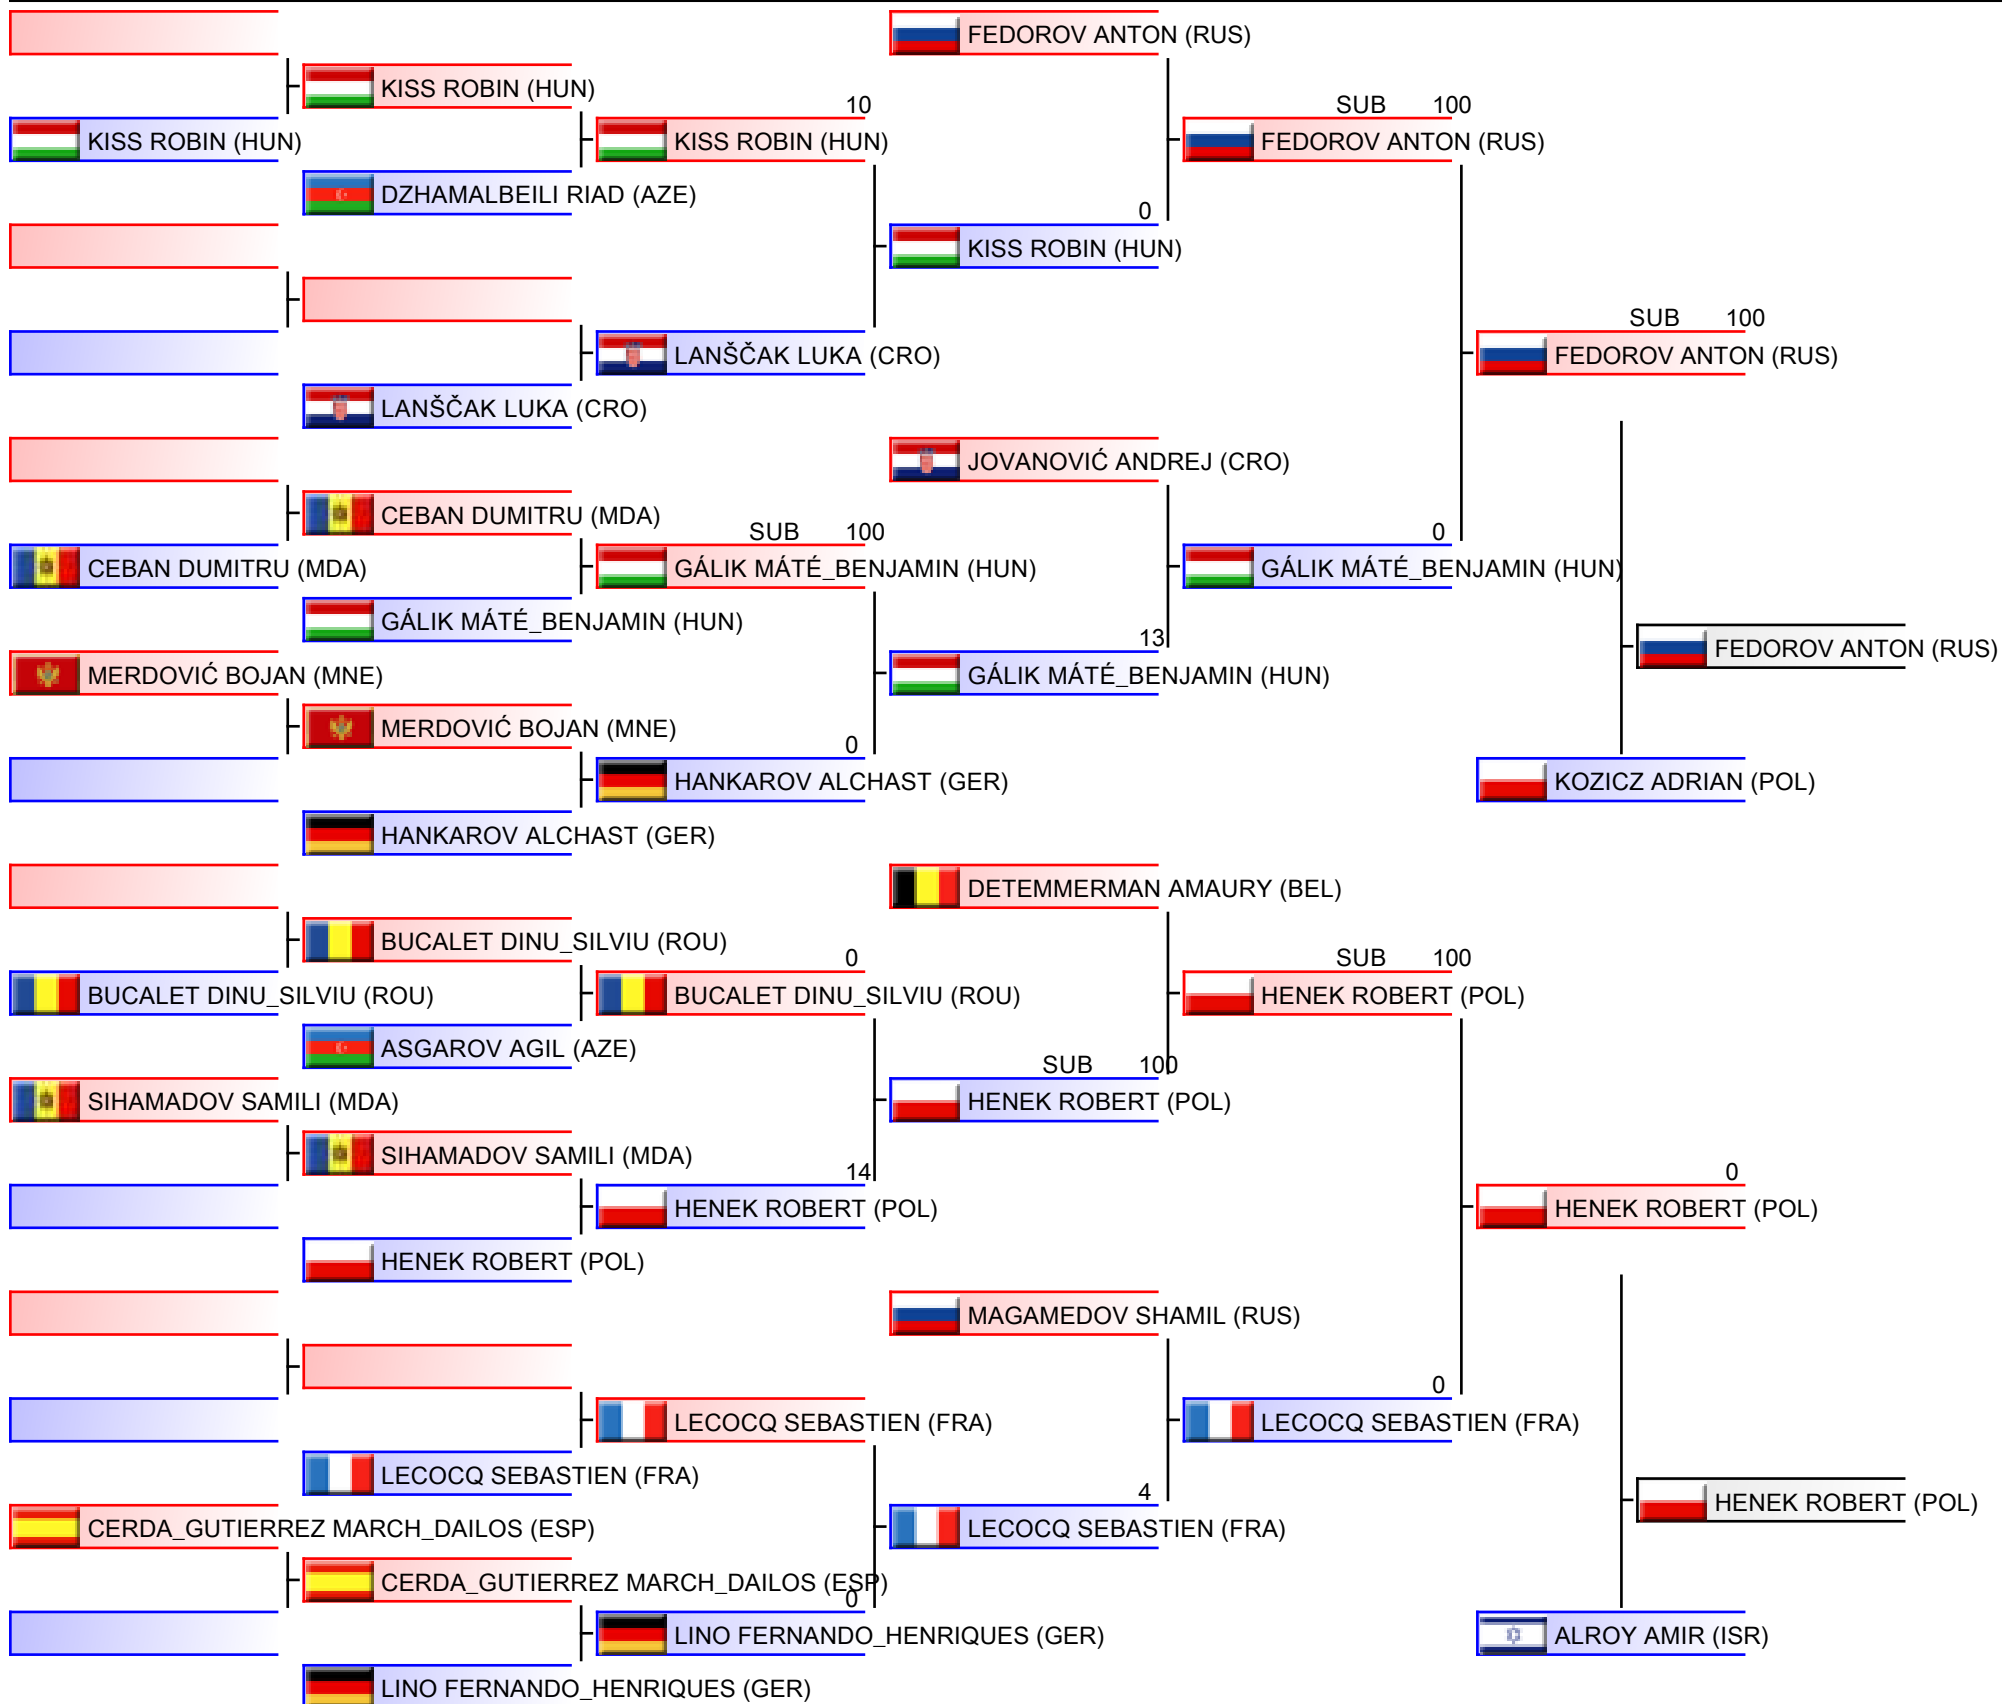 FEDOROV ANTON (RUS)
KISS ROBIN (HUN)
10
SUB 100
KISS ROBIN (HUN)
KISS ROBIN (HUN)
FEDOROV ANTON (RUS)
DZHAMALBEILI RIAD (AZE)
0
KISS ROBIN (HUN)
SUB 100
LANŠČAK LUKA (CRO)
FEDOROV ANTON (RUS)
LANŠČAK LUKA (CRO)
JOVANOVIĆ ANDREJ (CRO)
CEBAN DUMITRU (MDA)
SUB 100
0
CEBAN DUMITRU (MDA)
GÁLIK MÁTÉ_BENJAMIN (HUN)
GÁLIK MÁTÉ_BENJAMIN (HUN)
GÁLIK MÁTÉ_BENJAMIN (HUN)
13
FEDOROV ANTON (RUS)
MERDOVIĆ BOJAN (MNE)
GÁLIK MÁTÉ_BENJAMIN (HUN)
MERDOVIĆ BOJAN (MNE)
0
HANKAROV ALCHAST (GER)
KOZICZ ADRIAN (POL)
HANKAROV ALCHAST (GER)
DETEMMERMAN AMAURY (BEL)
BUCALET DINU_SILVIU (ROU)
0
SUB 100
BUCALET DINU_SILVIU (ROU)
BUCALET DINU_SILVIU (ROU)
HENEK ROBERT (POL)
ASGAROV AGIL (AZE)
SUB 100
SIHAMADOV SAMILI (MDA)
HENEK ROBERT (POL)
SIHAMADOV SAMILI (MDA)
14
0
HENEK ROBERT (POL)
HENEK ROBERT (POL)
HENEK ROBERT (POL)
MAGAMEDOV SHAMIL (RUS)
0
LECOCQ SEBASTIEN (FRA)
LECOCQ SEBASTIEN (FRA)
LECOCQ SEBASTIEN (FRA)
4
HENEK ROBERT (POL)
CERDA_GUTIERREZ MARCH_DAILOS (ESP)
LECOCQ SEBASTIEN (FRA)
CERDA_GUTIERREZ MARCH_DAILOS (ESP)
0
LINO FERNANDO_HENRIQUES (GER)
ALROY AMIR (ISR)
LINO FERNANDO_HENRIQUES (GER)